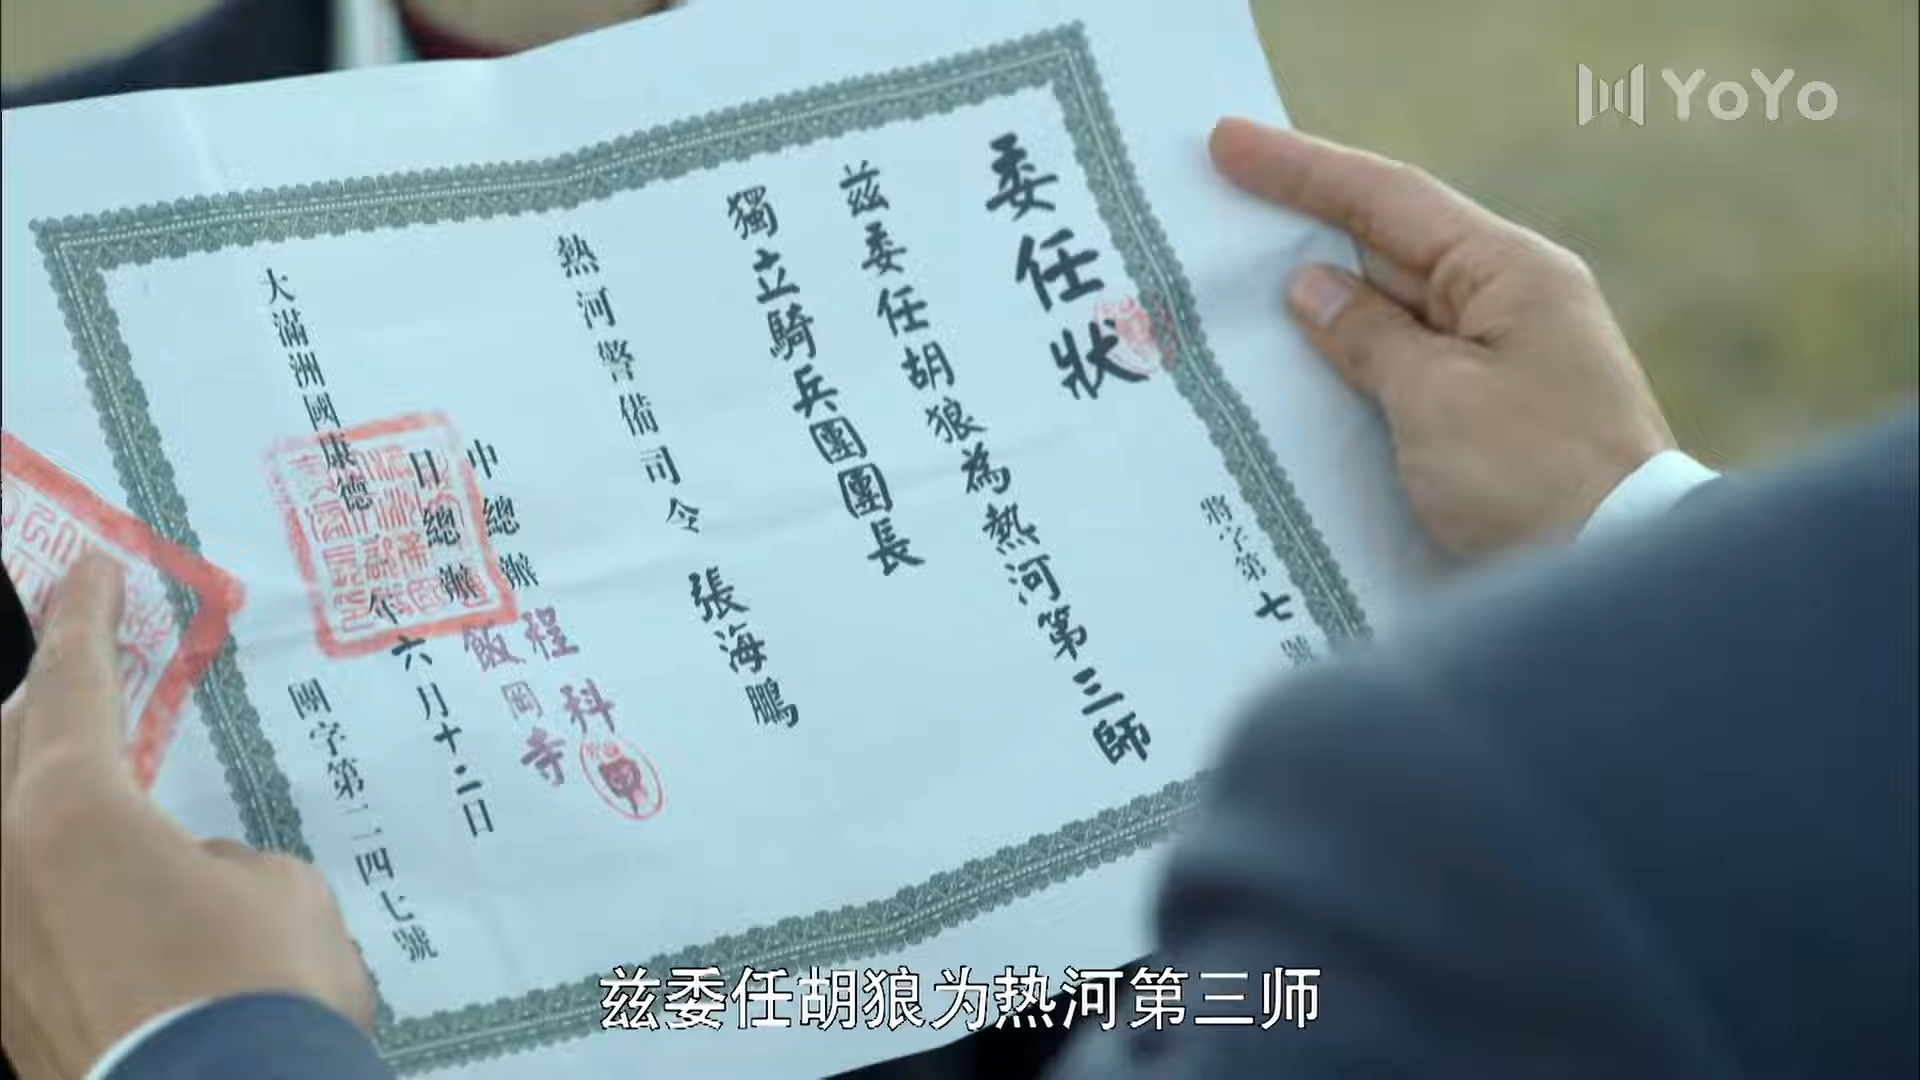 YoYo
委任狀
將字第七號
茲委任胡狼為熱河第三師
獨立騎兵團團長
熱河警備司令 張海鵬
中總辦 程科
日總辦 飯岡寺
大滿洲國康德 年六月十二日
團字第二四七號
兹委任胡狼为热河第三师